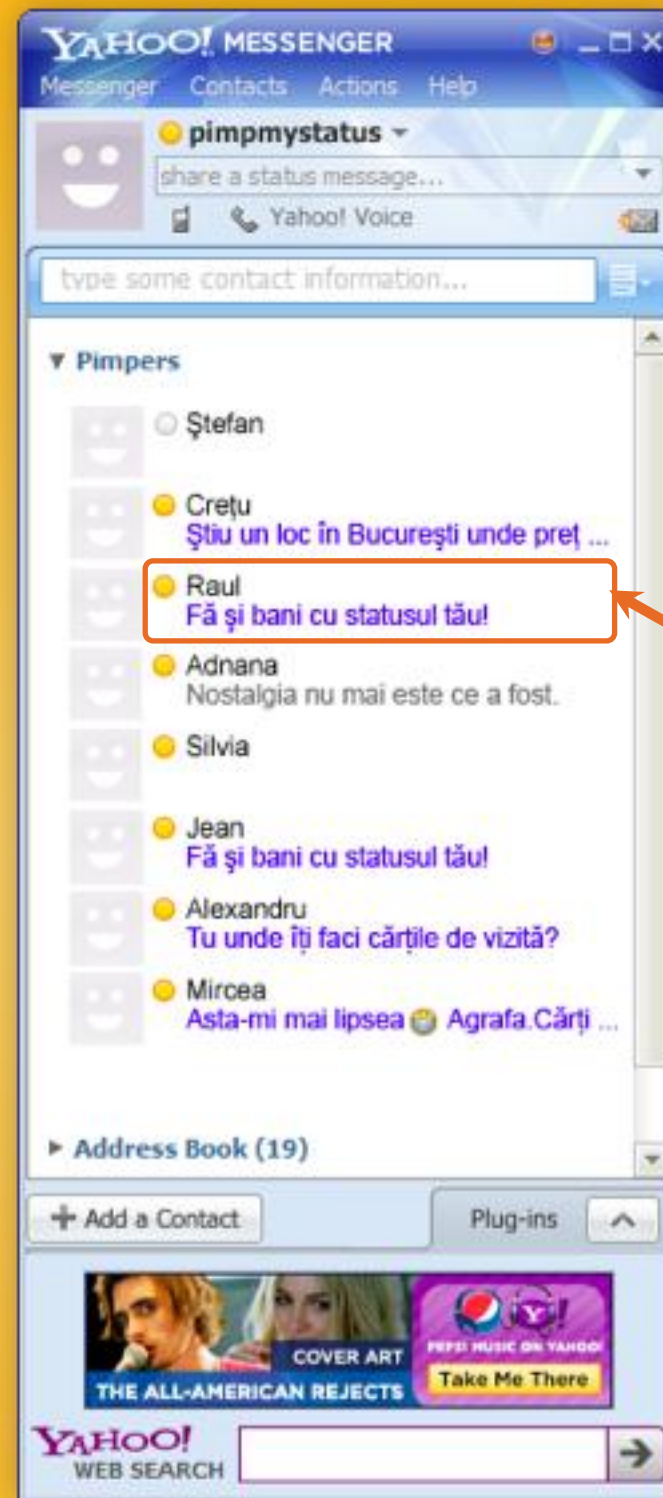 YAHOO! MESSENGER
Messenger Contacts Actions Help
pimpmystatus
share a status message...
Yahoo! Voice
type some contact information...
Pimpers
Ştefan
Creţu
Ştiu un loc în Bucureşti unde preţ ...
Raul
Fă şi bani cu statusul tău!
Adnana
Nostalgia nu mai este ce a fost.
Silvia
Jean
Fă şi bani cu statusul tău!
Alexandru
Tu unde îţi faci cărţile de vizită?
Mircea
Asta-mi mai lipsea Agrafa.Cărţi ...
Address Book (19)
+ Add a Contact
Plug-ins
COVER ART
THE ALL-AMERICAN REJECTS
Y!
PEPSI MUSIC ON YAHOO!
Take Me There
YAHOO!
WEB SEARCH